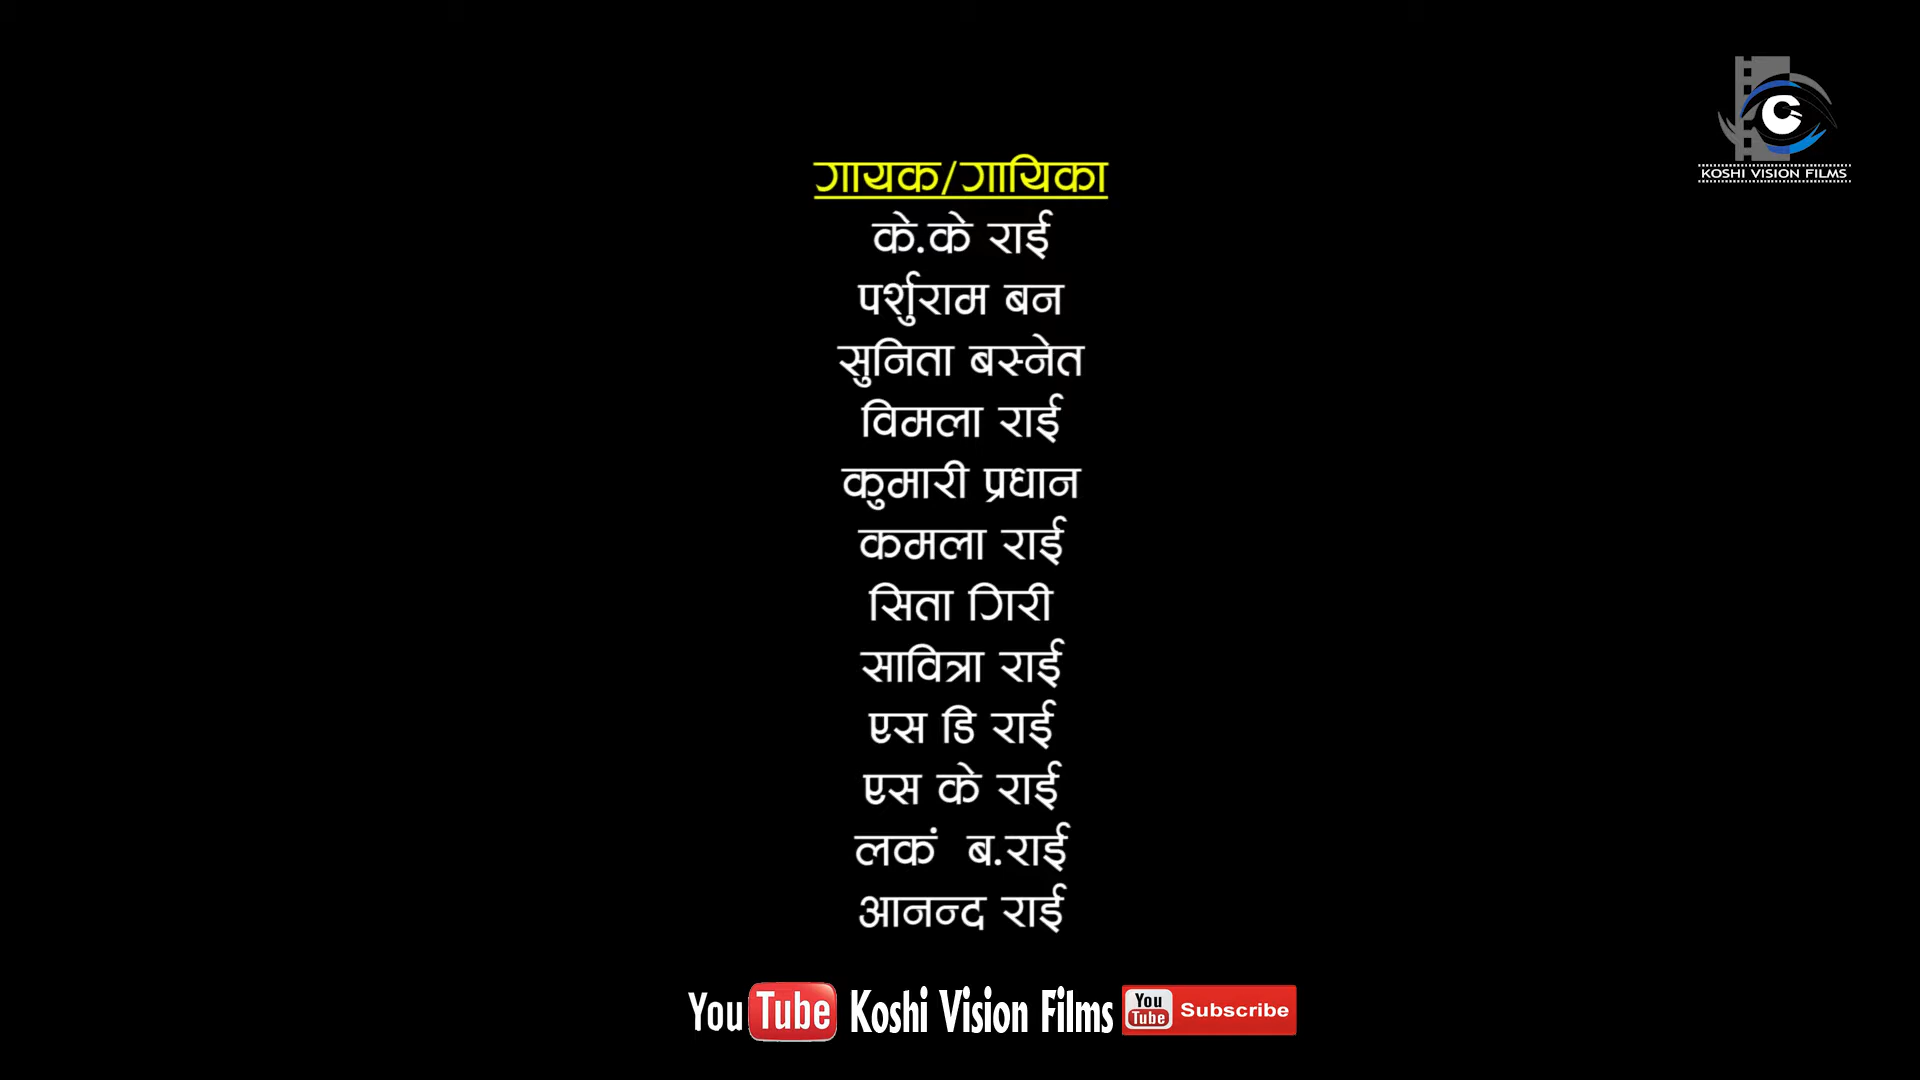 KOSHI VISION FILMS
गायक/गायिका
के.के राई
पर्शुराम बन
सुनिता बस्नेत
विमला राई
कुमारी प्रधान
कमला राई
सिता गिरी
सावित्रा राई
एस डि राई
एस के राई
लकं ब.राई
आनन्द राई
You Tube Koshi Vision Films You Tube Subscribe